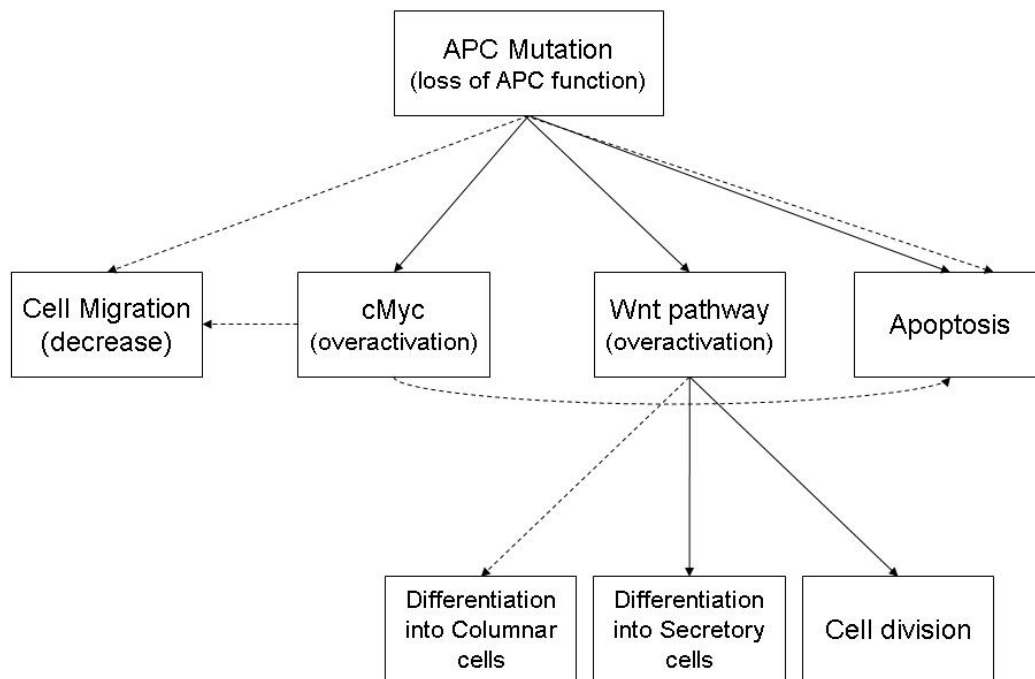 APC Mutation
(loss of APC function)
Cell Migration
(decrease)
cMyc
(overactivation)
Wnt pathway
(overactivation)
Apoptosis
Differentiation
into Columnar
cells
Differentiation
into Secretory
cells
Cell division